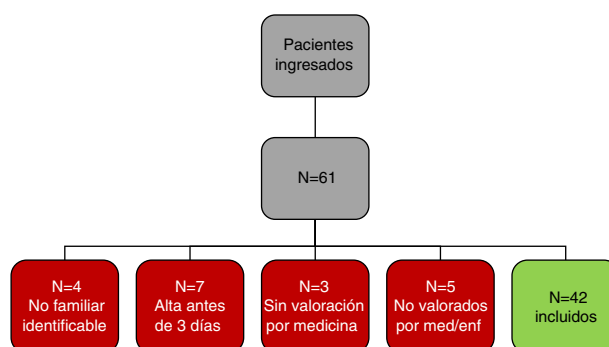 Pacientes
ingresados
N=61
N=4
No familiar
identificable
N=7
Alta antes
de 3 días
N=3
Sin valoración
por medicina
N=5
No valorados
por med/enf
N=42
incluidos